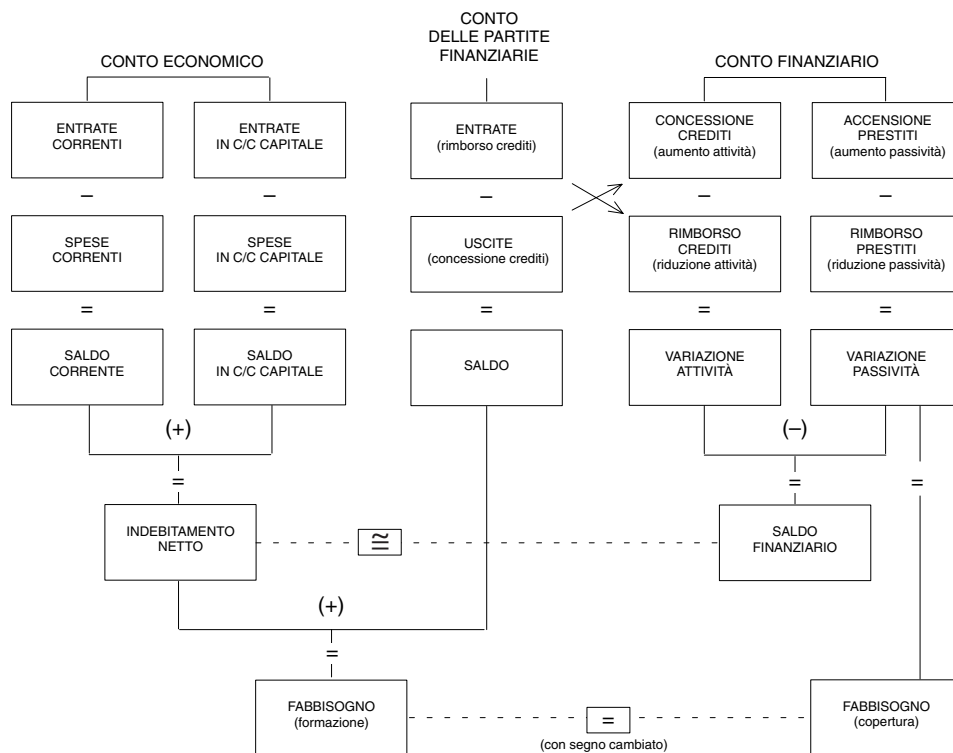 CONTO ECONOMICO
CONTO
DELLE PARTITE
FINANZIARIE
CONTO FINANZIARIO
ENTRATE
CORRENTI
ENTRATE
IN C/C CAPITALE
ENTRATE
(rimborso crediti)
CONCESSIONE
CREDITI
(aumento attività)
ACCENSIONE
PRESTITI
(aumento passività)
–
–
–
–
–
SPESE
CORRENTI
SPESE
IN C/C CAPITALE
USCITE
(concessione crediti)
RIMBORSO
CREDITI
(riduzione attività)
RIMBORSO
PRESTITI
(riduzione passività)
=
=
=
=
=
SALDO
CORRENTE
SALDO
IN C/C CAPITALE
SALDO
VARIAZIONE
ATTIVITÀ
VARIAZIONE
PASSIVITÀ
(+)
(–)
=
=
=
INDEBITAMENTO
NETTO
≅
SALDO
FINANZIARIO
(+)
=
FABBISOGNO
(formazione)
=
(con segno cambiato)
FABBISOGNO
(copertura)